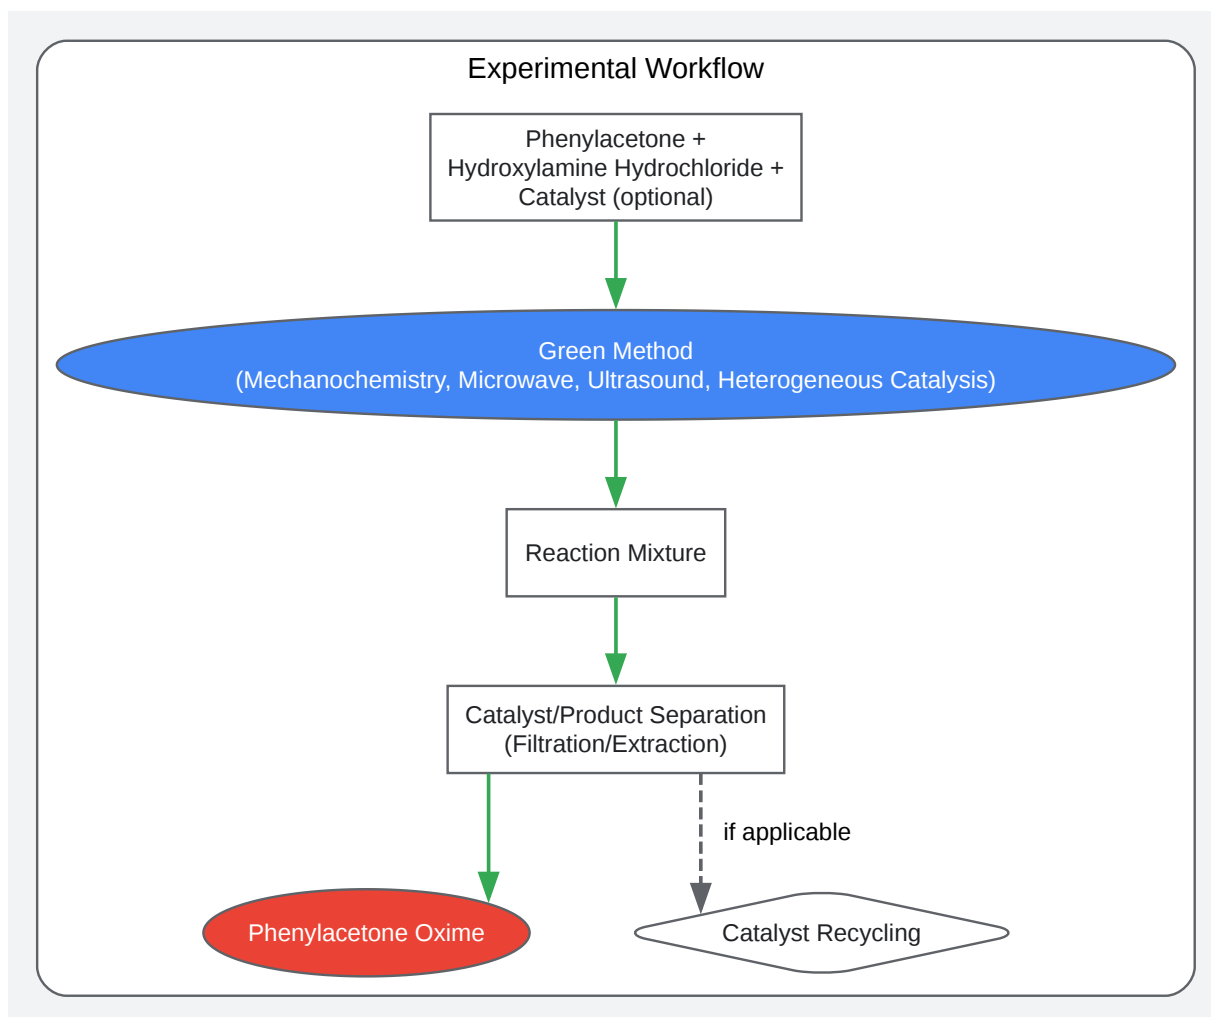 Experimental Workflow
Phenylacetone +
Hydroxylamine Hydrochloride +
Catalyst (optional)
Green Method
(Mechanochemistry, Microwave, Ultrasound, Heterogeneous Catalysis)
Reaction Mixture
Catalyst/Product Separation
(Filtration/Extraction)
if applicable
Phenylacetone Oxime
Catalyst Recycling